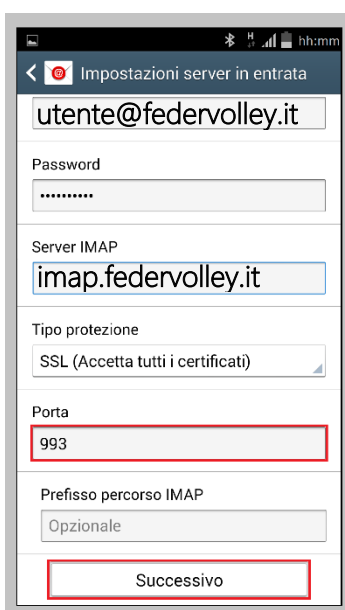 H hh:mm
Impostazioni server in entrata
utente@federvolley.it
Password
••••••••••
Server IMAP
imap.federvolley.it
Tipo protezione
SSL (Accetta tutti i certificati)
Porta
993
Prefisso percorso IMAP
Opzionale
Successivo